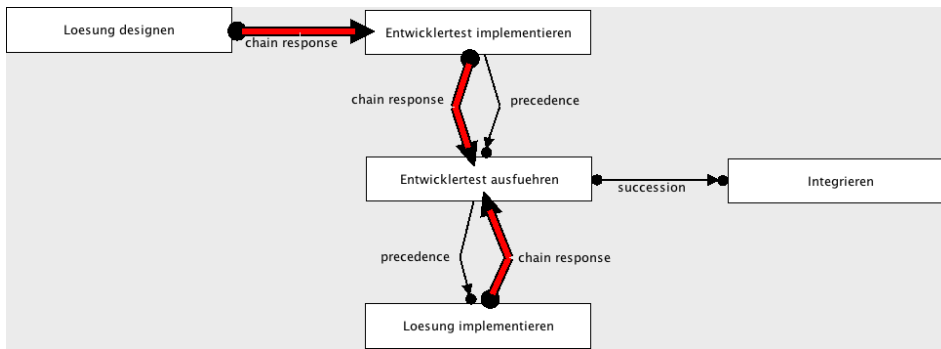 Loesung designen
chain response
Entwicklertest implementieren
chain response
precedence
Entwicklertest ausfuehren
succession
Integrieren
precedence
chain response
Loesung implementieren